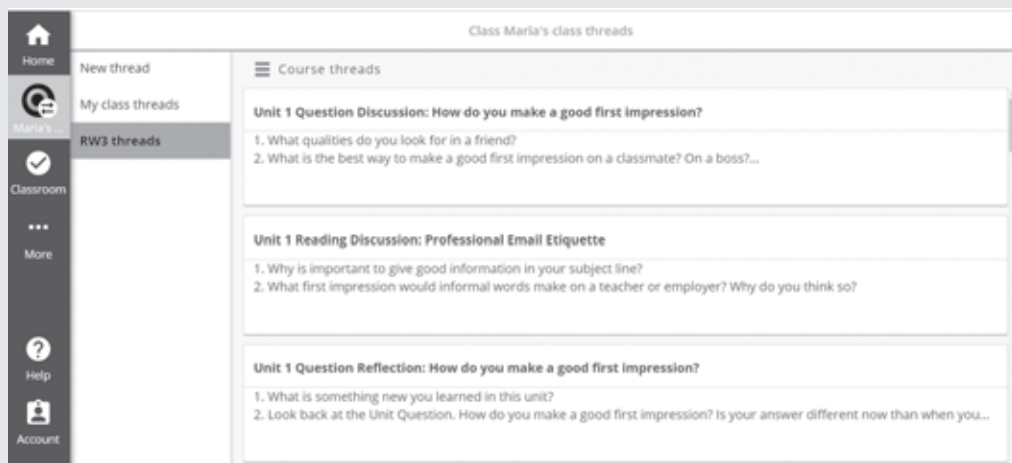 Class Maria's class threads
Home
Maria's ...
Classroom
More
Help
Account
New thread
My class threads
RW3 threads
Course threads
Unit 1 Question Discussion: How do you make a good first impression?
1. What qualities do you look for in a friend?
2. What is the best way to make a good first impression on a classmate? On a boss?...
Unit 1 Reading Discussion: Professional Email Etiquette
1. Why is important to give good information in your subject line?
2. What first impression would informal words make on a teacher or employer? Why do you think so?
Unit 1 Question Reflection: How do you make a good first impression?
1. What is something new you learned in this unit?
2. Look back at the Unit Question. How do you make a good first impression? Is your answer different now than when you...